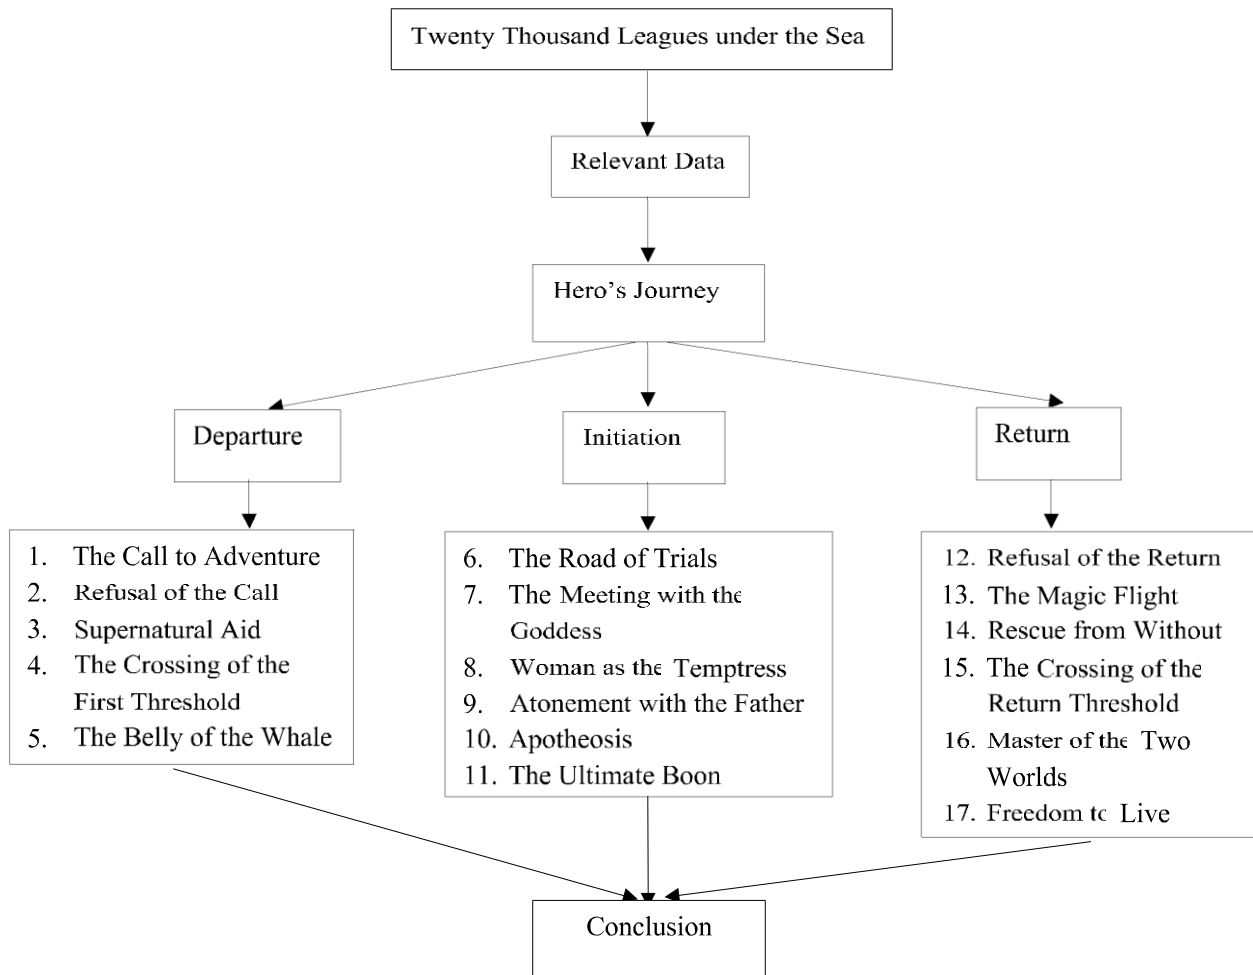 Twenty Thousand Leagues under the Sea
Relevant Data
Hero’s Journey
Departure
Initiation
Return
1. The Call to Adventure
2. Refusal of the Call
3. Supernatural Aid
4. The Crossing of the
First Threshold
5. The Belly of the Whale
6. The Road of Trials
7. The Meeting with the
Goddess
8. Woman as the Temptress
9. Atonement with the Father
10. Apotheosis
11. The Ultimate Boon
12. Refusal of the Return
13. The Magic Flight
14. Rescue from Without
15. The Crossing of the
Return Threshold
16. Master of the Two
Worlds
17. Freedom to Live
Conclusion